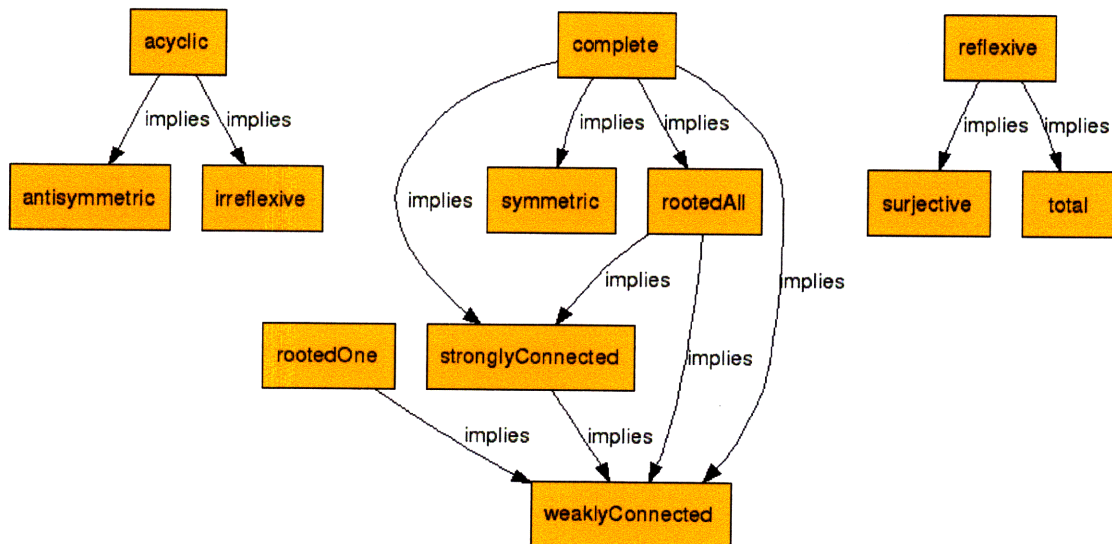 acyclic
complete
reflexive
implies
implies
implies
implies
implies
implies
antisymmetric
irreflexive
implies
symmetric
rootedAll
surjective
total
implies
implies
rootedOne
stronglyConnected
implies
implies
implies
weaklyConnected